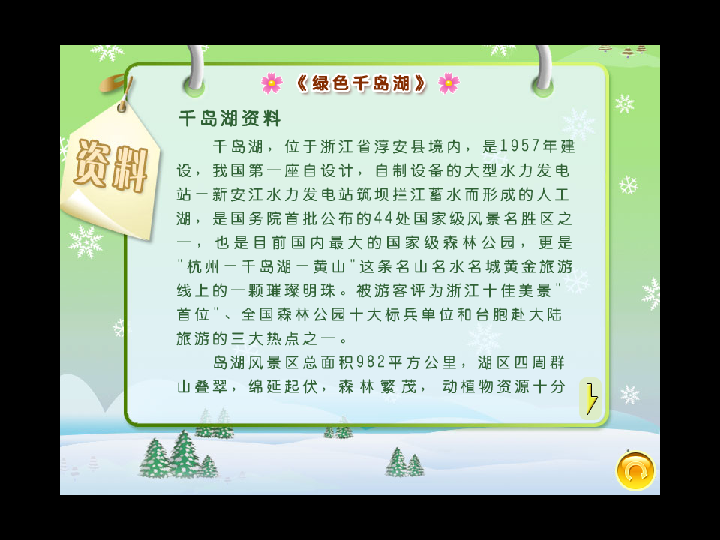 《绿色千岛湖》
资料
千岛湖资料
千岛湖，位于浙江省淳安县境内，是1957年建
设，我国第一座自设计，自制设备的大型水力发电
站－新安江水力发电站筑坝拦江蓄水而形成的人工
湖，是国务院首批公布的44处国家级风景名胜区之
一，也是目前国内最大的国家级森林公园，更是
"杭州－千岛湖－黄山"这条名山名水名城黄金旅游
线上的一颗璀璨明珠。被游客评为浙江十佳美景"
首位"、全国森林公园十大标兵单位和台胞赴大陆
旅游的三大热点之一。
岛湖风景区总面积982平方公里，湖区四周群
山叠翠，绵延起伏，森林繁茂，动植物资源十分